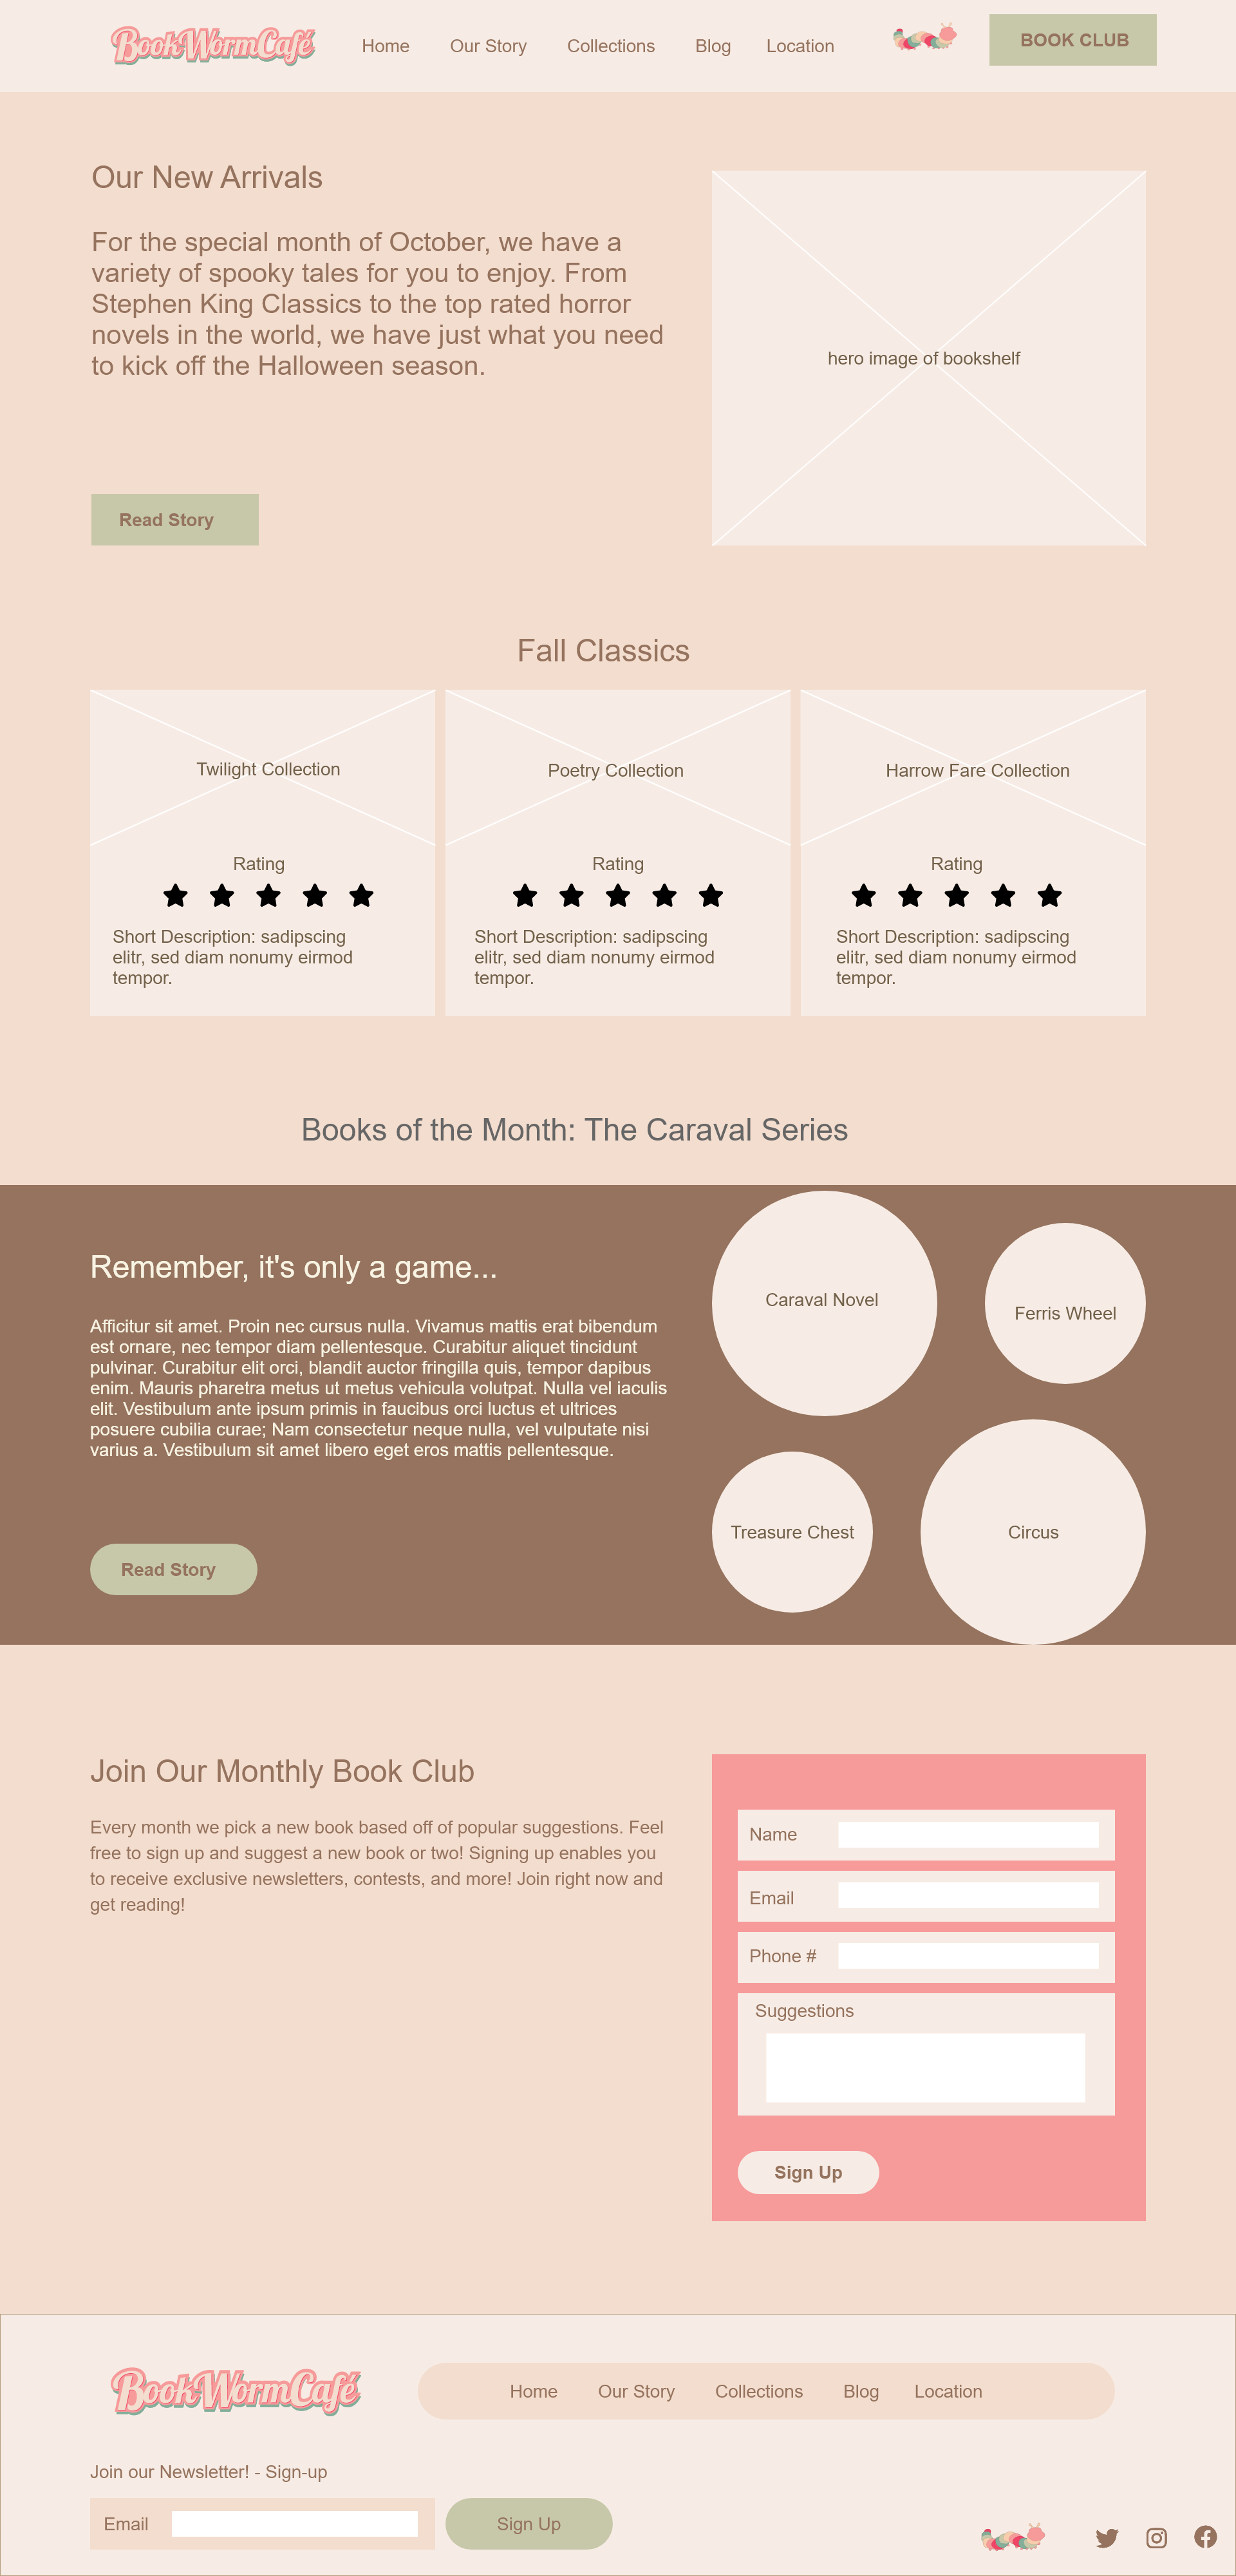 BookWormCafé
Home Our Story Collections Blog Location
BOOK CLUB
Our New Arrivals
For the special month of October, we have a
variety of spooky tales for you to enjoy. From
Stephen King Classics to the top rated horror
novels in the world, we have just what you need
to kick off the Halloween season.
Read Story
hero image of bookshelf
Fall Classics
Twilight Collection
Rating
Short Description: sadipscing
elitr, sed diam nonumy eirmod
tempor.
Poetry Collection
Rating
Short Description: sadipscing
elitr, sed diam nonumy eirmod
tempor.
Harrow Fare Collection
Rating
Short Description: sadipscing
elitr, sed diam nonumy eirmod
tempor.
Books of the Month: The Caraval Series
Remember, it's only a game...
Afficitur sit amet. Proin nec cursus nulla. Vivamus mattis erat bibendum
est ornare, nec tempor diam pellentesque. Curabitur aliquet tincidunt
pulvinar. Curabitur elit orci, blandit auctor fringilla quis, tempor dapibus
enim. Mauris pharetra metus ut metus vehicula volutpat. Nulla vel iaculis
elit. Vestibulum ante ipsum primis in faucibus orci luctus et ultrices
posuere cubilia curae; Nam consectetur neque nulla, vel vulputate nisi
varius a. Vestibulum sit amet libero eget eros mattis pellentesque.
Read Story
Caraval Novel
Ferris Wheel
Treasure Chest
Circus
Join Our Monthly Book Club
Every month we pick a new book based off of popular suggestions. Feel
free to sign up and suggest a new book or two! Signing up enables you
to receive exclusive newsletters, contests, and more! Join right now and
get reading!
Name
Email
Phone #
Suggestions
Sign Up
BookWormCafé
Home Our Story Collections Blog Location
Join our Newsletter! - Sign-up
Email
Sign Up